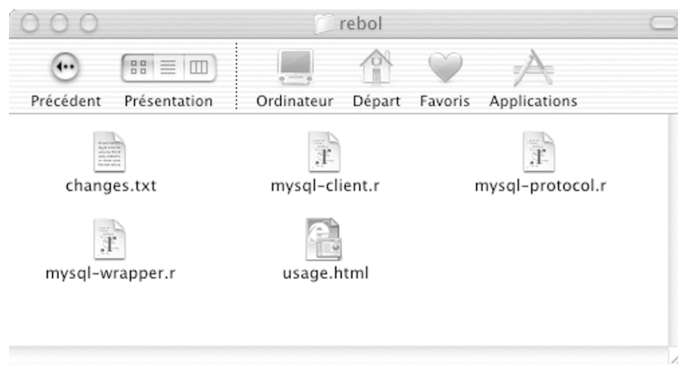 rebol
Précédent Présentation Ordinateur Départ Favoris Applications
changes.txt mysql-client.r mysql-protocol.r
mysql-wrapper.r usage.html